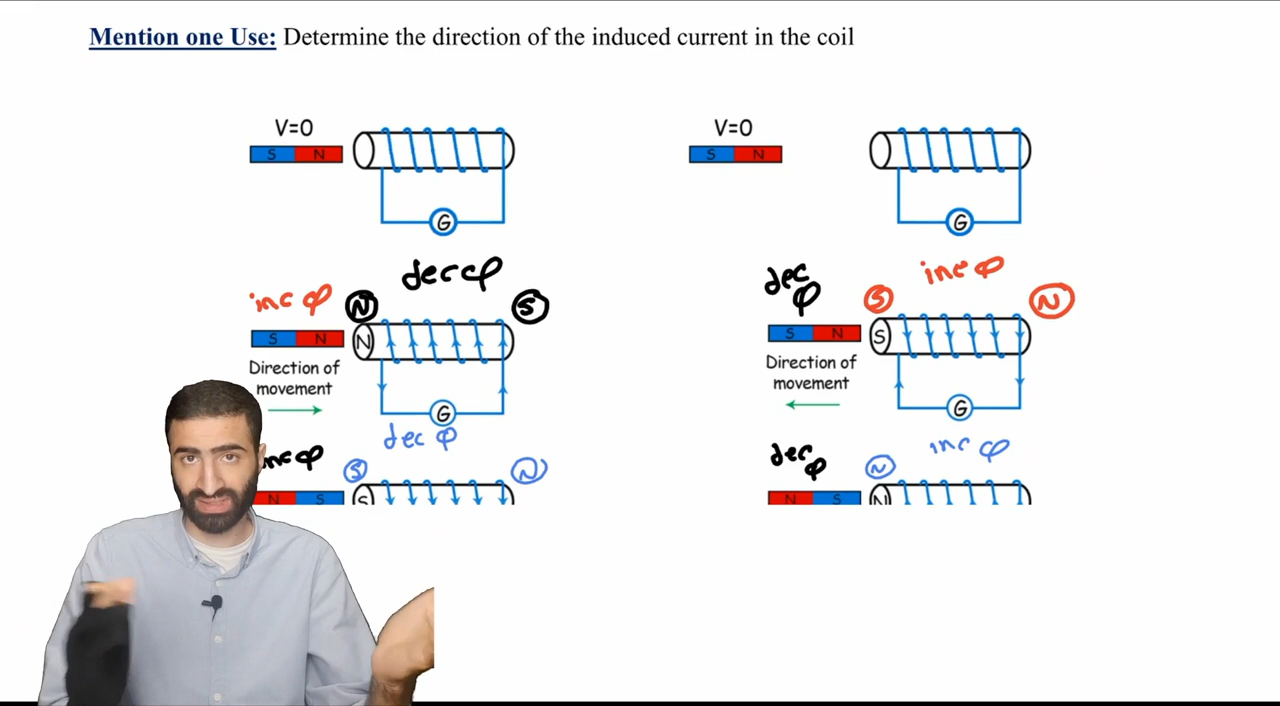 Mention one Use: Determine the direction of the induced current in the coil
V=0
S N
G
V=0
S N
G
inc φ
dec φ
N
S
S N
N
Direction of
movement
G
dec φ
inc φ
S
N
S N
S
Direction of
movement
G
inc φ
dec φ
S
N
N S
S
dec φ
inc φ
N
N S
N